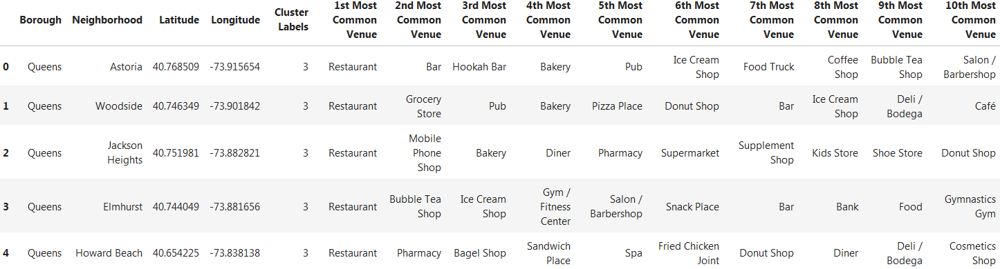 Borough Neighborhood Latitude Longitude Cluster Labels 1st Most Common Venue 2nd Most Common Venue 3rd Most Common Venue 4th Most Common Venue 5th Most Common Venue 6th Most Common Venue 7th Most Common Venue 8th Most Common Venue 9th Most Common Venue 10th Most Common Venue
0 Queens Astoria 40.768509 -73.915654 3 Restaurant Bar Hookah Bar Bakery Pub Ice Cream Shop Food Truck Coffee Shop Bubble Tea Shop Salon / Barbershop
1 Queens Woodside 40.746349 -73.901842 3 Restaurant Grocery Store Pub Bakery Pizza Place Donut Shop Bar Ice Cream Shop Deli / Bodega Café
2 Queens Jackson Heights 40.751981 -73.882821 3 Restaurant Mobile Phone Shop Bakery Diner Pharmacy Supermarket Supplement Shop Kids Store Shoe Store Donut Shop
3 Queens Elmhurst 40.744049 -73.881656 3 Restaurant Bubble Tea Shop Ice Cream Shop Gym / Fitness Center Salon / Barbershop Snack Place Bar Bank Food Gymnastics Gym
4 Queens Howard Beach 40.654225 -73.838138 3 Restaurant Pharmacy Bagel Shop Sandwich Place Spa Fried Chicken Joint Donut Shop Diner Deli / Bodega Cosmetics Shop